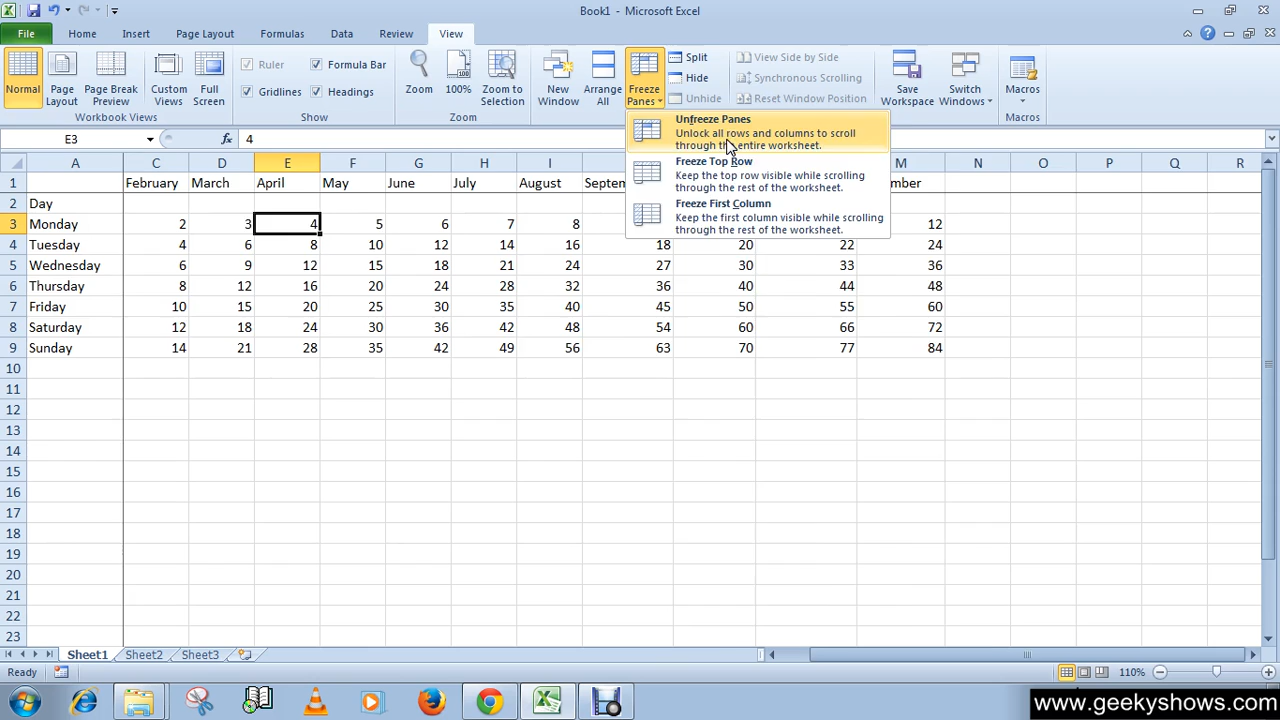 Book1 - Microsoft Excel
File Home Insert Page Layout Formulas Data Review View
Normal Page Layout Page Break Preview Custom Views Full Screen
Workbook Views
Ruler Formula Bar
Gridlines Headings
Show
Zoom 100% Zoom to Selection
Zoom
New Window Arrange All Freeze Panes
Split
Hide
Unhide
View Side by Side
Synchronous Scrolling
Reset Window Position
Save Workspace Switch Windows
Macros
Macros
E3 fx 4
Unfreeze Panes
Unlock all rows and columns to scroll
through the entire worksheet.
Freeze Top Row
Keep the top row visible while scrolling
through the rest of the worksheet.
Freeze First Column
Keep the first column visible while scrolling
through the rest of the worksheet.
A C D E F G H I M N O P Q R
1 February March April May June July August Septem mber
2 Day
3 Monday 2 3 4 5 6 7 8 12
4 Tuesday 4 6 8 10 12 14 16 18 20 22 24
5 Wednesday 6 9 12 15 18 21 24 27 30 33 36
6 Thursday 8 12 16 20 24 28 32 36 40 44 48
7 Friday 10 15 20 25 30 35 40 45 50 55 60
8 Saturday 12 18 24 30 36 42 48 54 60 66 72
9 Sunday 14 21 28 35 42 49 56 63 70 77 84
10
11
12
13
14
15
16
17
18
19
20
21
22
23
Sheet1 Sheet2 Sheet3
Ready 110%
www.geekyshows.com